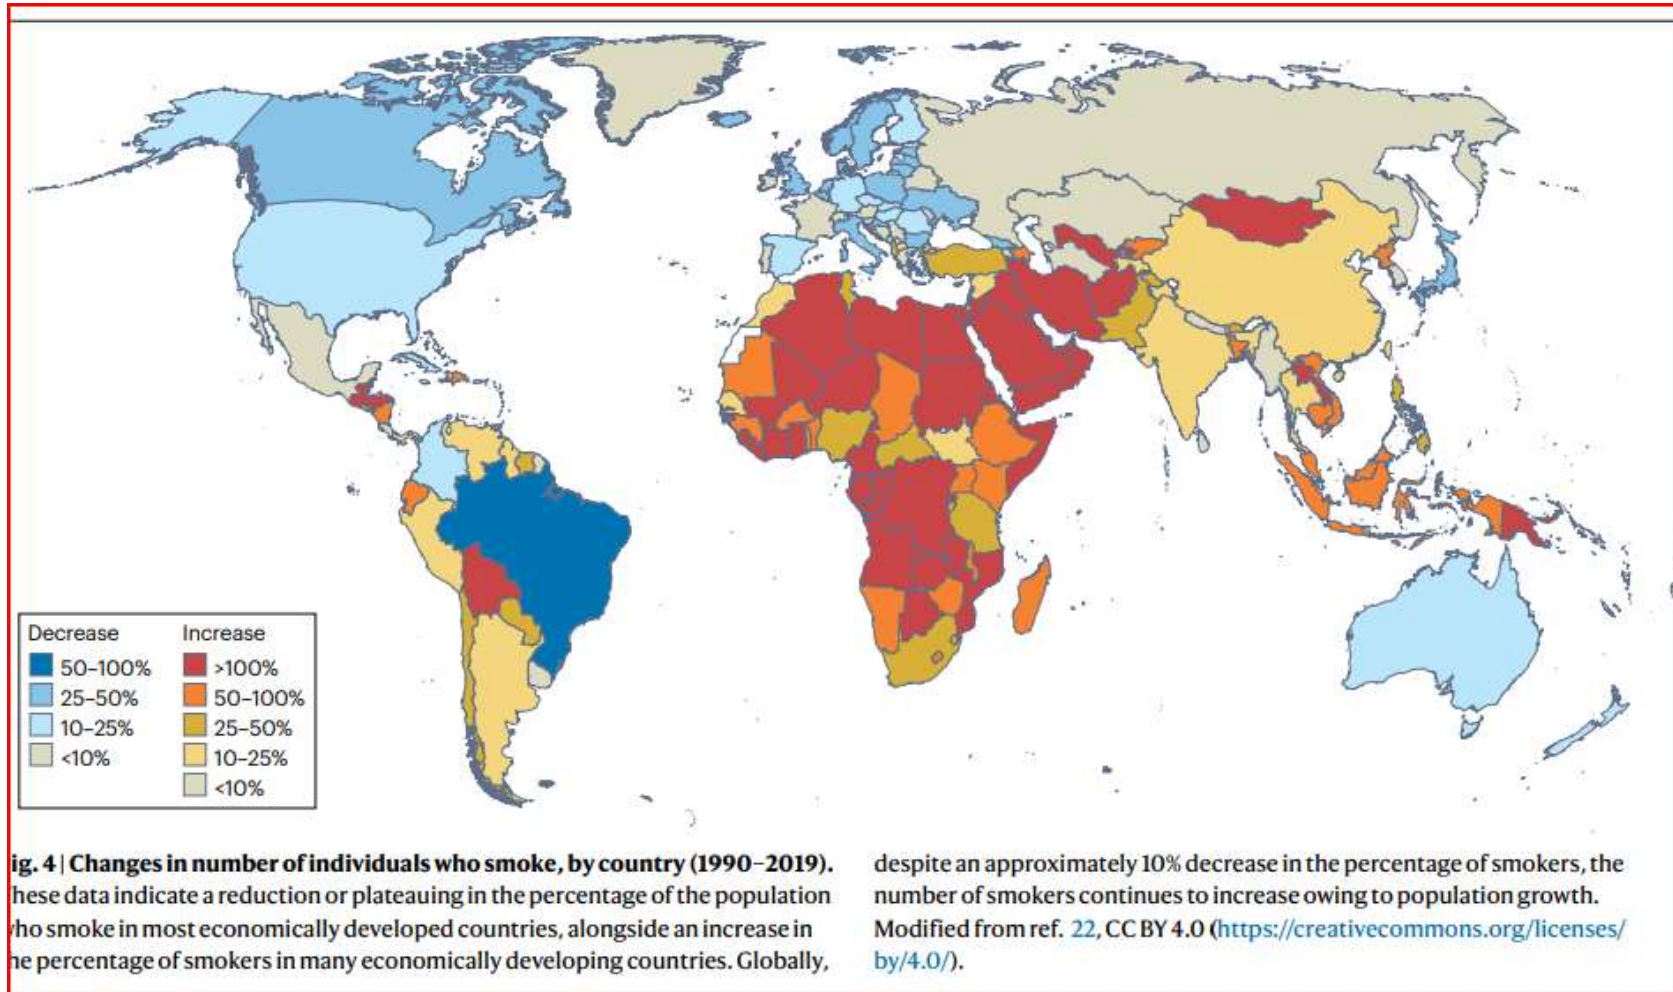 Decrease
50–100%
25–50%
10–25%
<10%
Increase
>100%
50–100%
25–50%
10–25%
<10%
ig. 4 | Changes in number of individuals who smoke, by country (1990–2019).
hese data indicate a reduction or plateauing in the percentage of the population
ho smoke in most economically developed countries, alongside an increase in
he percentage of smokers in many economically developing countries. Globally,
despite an approximately 10% decrease in the percentage of smokers, the
number of smokers continues to increase owing to population growth.
Modified from ref. 22, CC BY 4.0 (https://creativecommons.org/licenses/
by/4.0/).